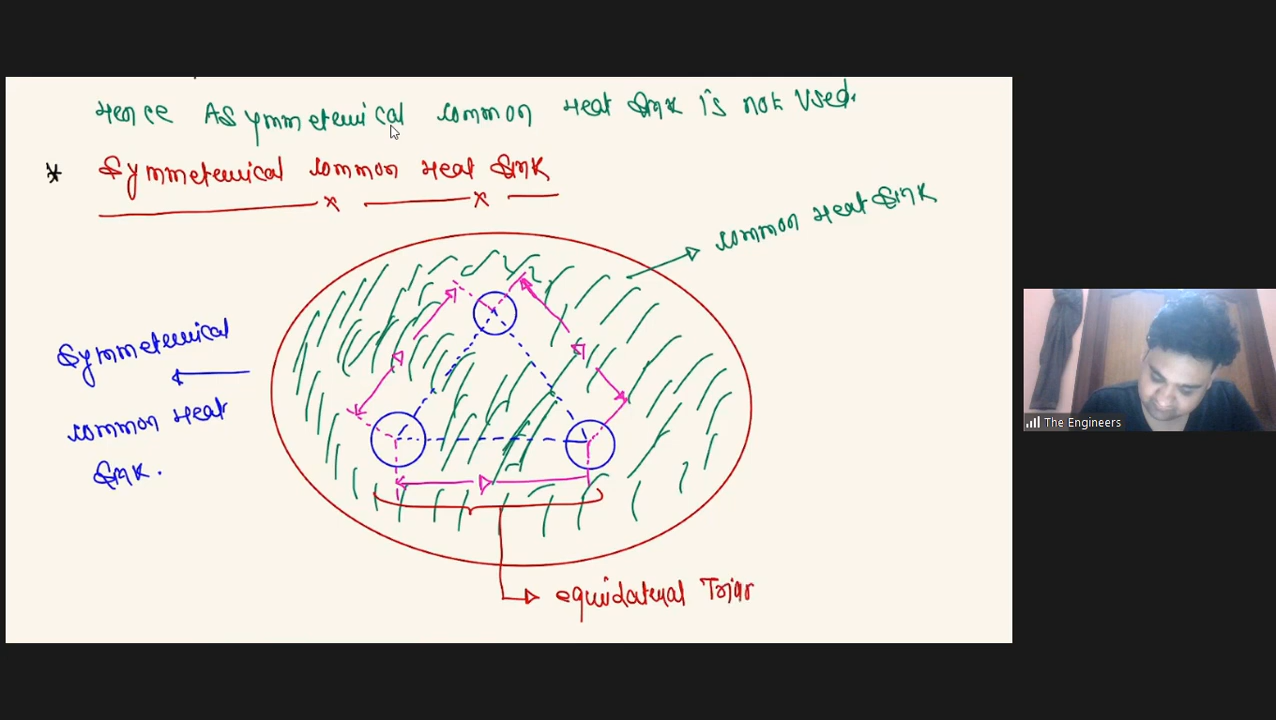 Hence Asymmeterical common Heat Sink is not used.
* Symmeterical common Heat Sink
common Heat Sink
Symmeterical
common Heat
Sink.
D
D
D
equidateral Triar
The Engineers